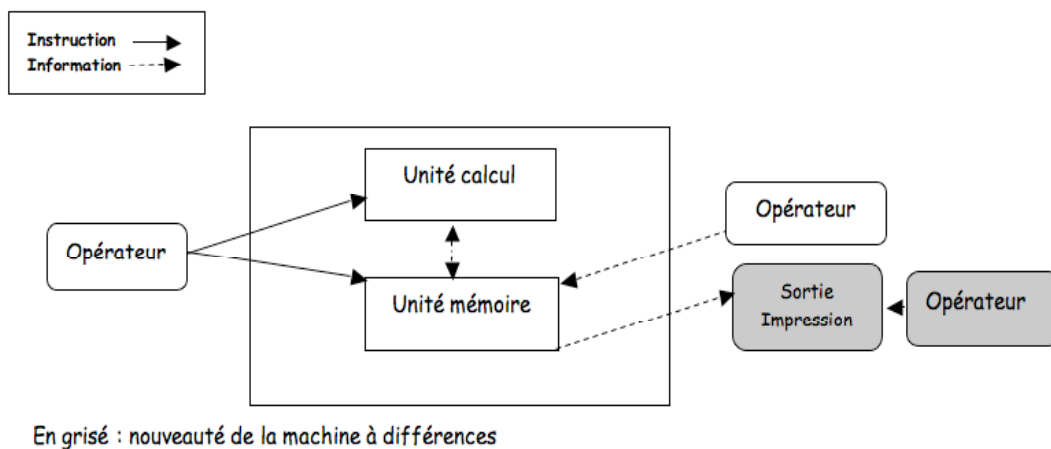 Instruction
Information
Unité calcul
Opérateur
Opérateur
Unité mémoire
Sortie
Impression
Opérateur
En grisé : nouveauté de la machine à différences